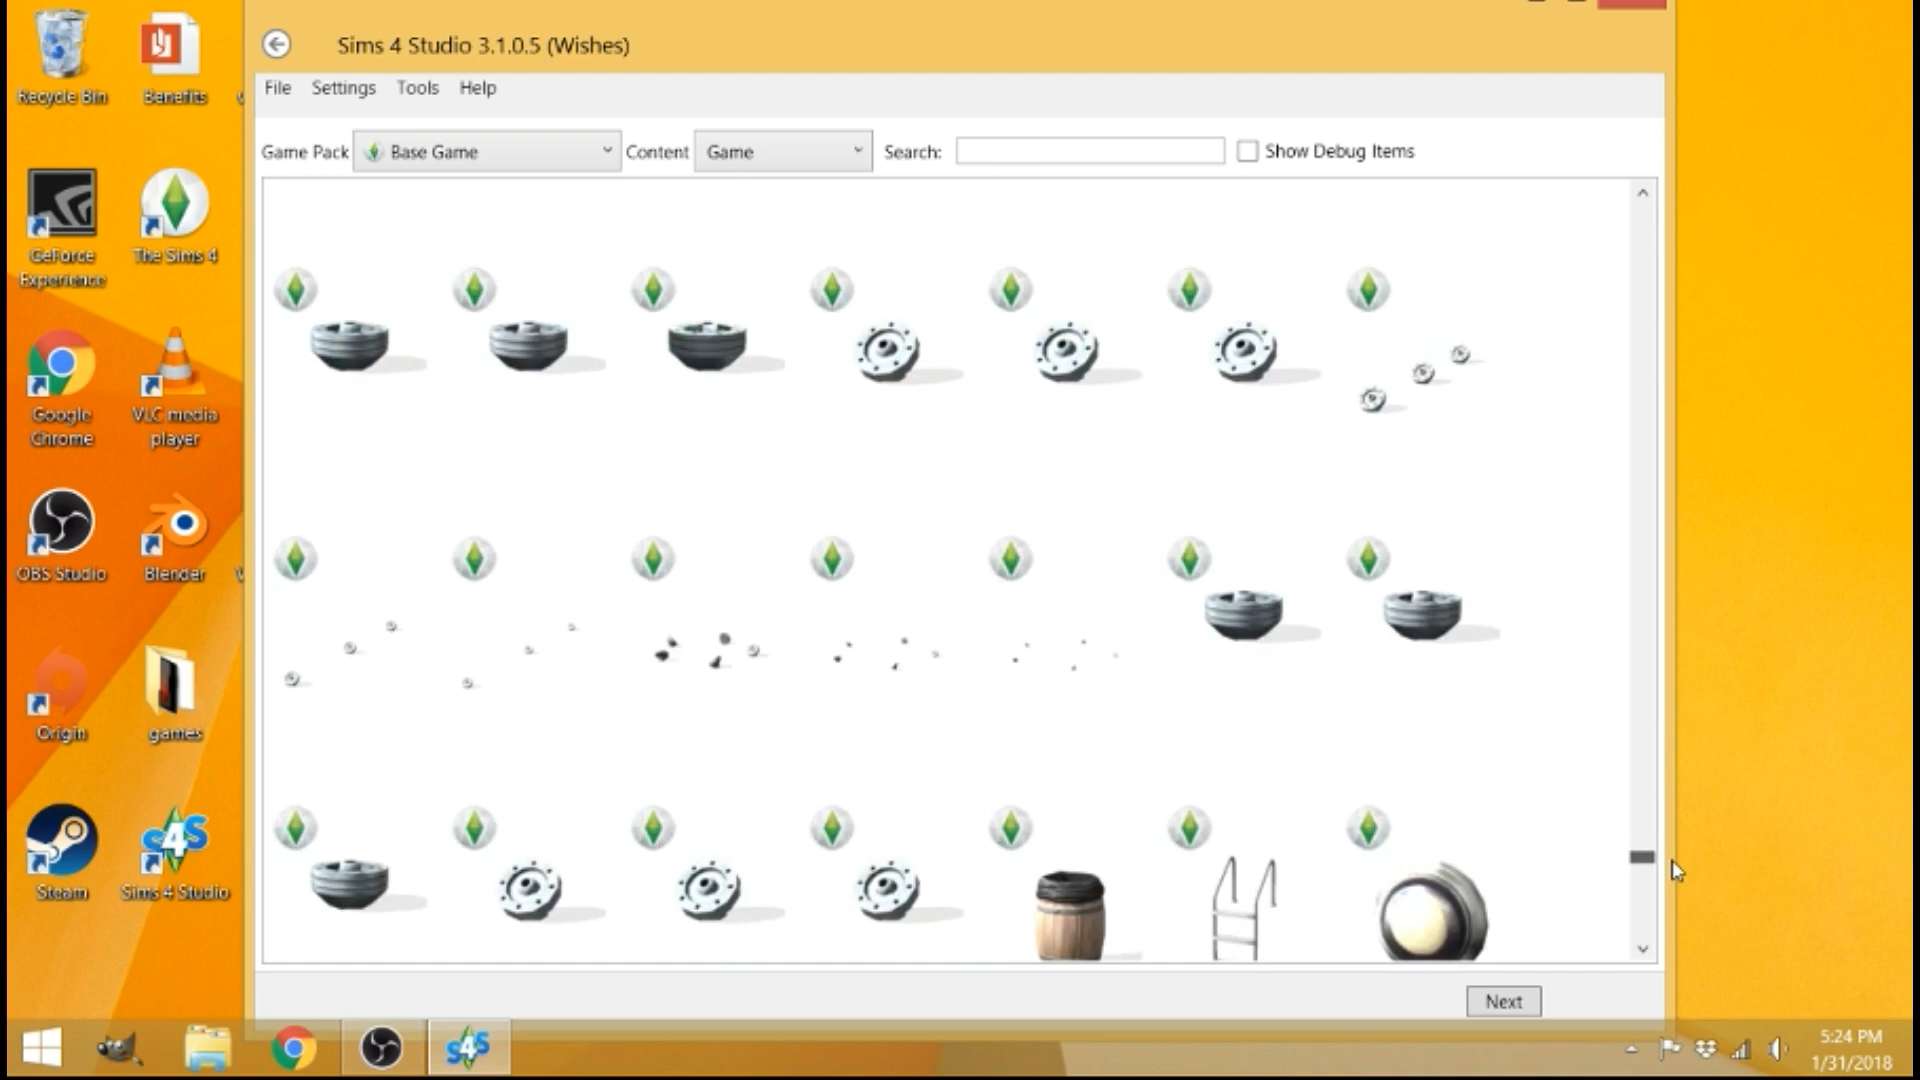 Sims 4 Studio 3.1.0.5 (Wishes)
File Settings Tools Help
Game Pack Base Game Content Game Search: Show Debug Items
Recycle Bin
Benefits
GeForce
Experience
The Sims 4
Google
Chrome
VLC media
player
OBS Studio
Blender
Origin
games
Steam
S4S
Sims 4 Studio
Next
S4S
5:24 PM
1/31/2018